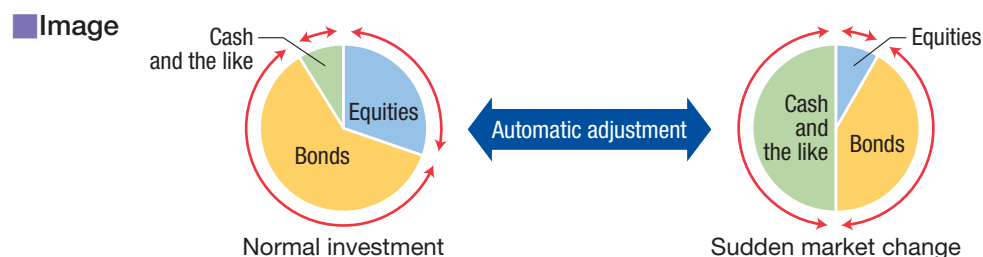 Image
Cash
and the like
Equities
Bonds
Normal investment
Automatic adjustment
Equities
Cash
and
the like
Bonds
Sudden market change